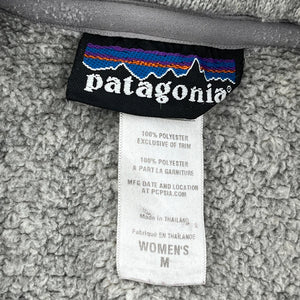 patagonia®
100% POLYESTER
EXCLUSIVE OF TRIM
100% POLYESTER
À PART LA GARNITURE
MFG DATE AND LOCATION
AT PCPSIA.COM
MADE IN THAILAND
Fabriqué EN THAÏLANDE
WOMEN'S
M